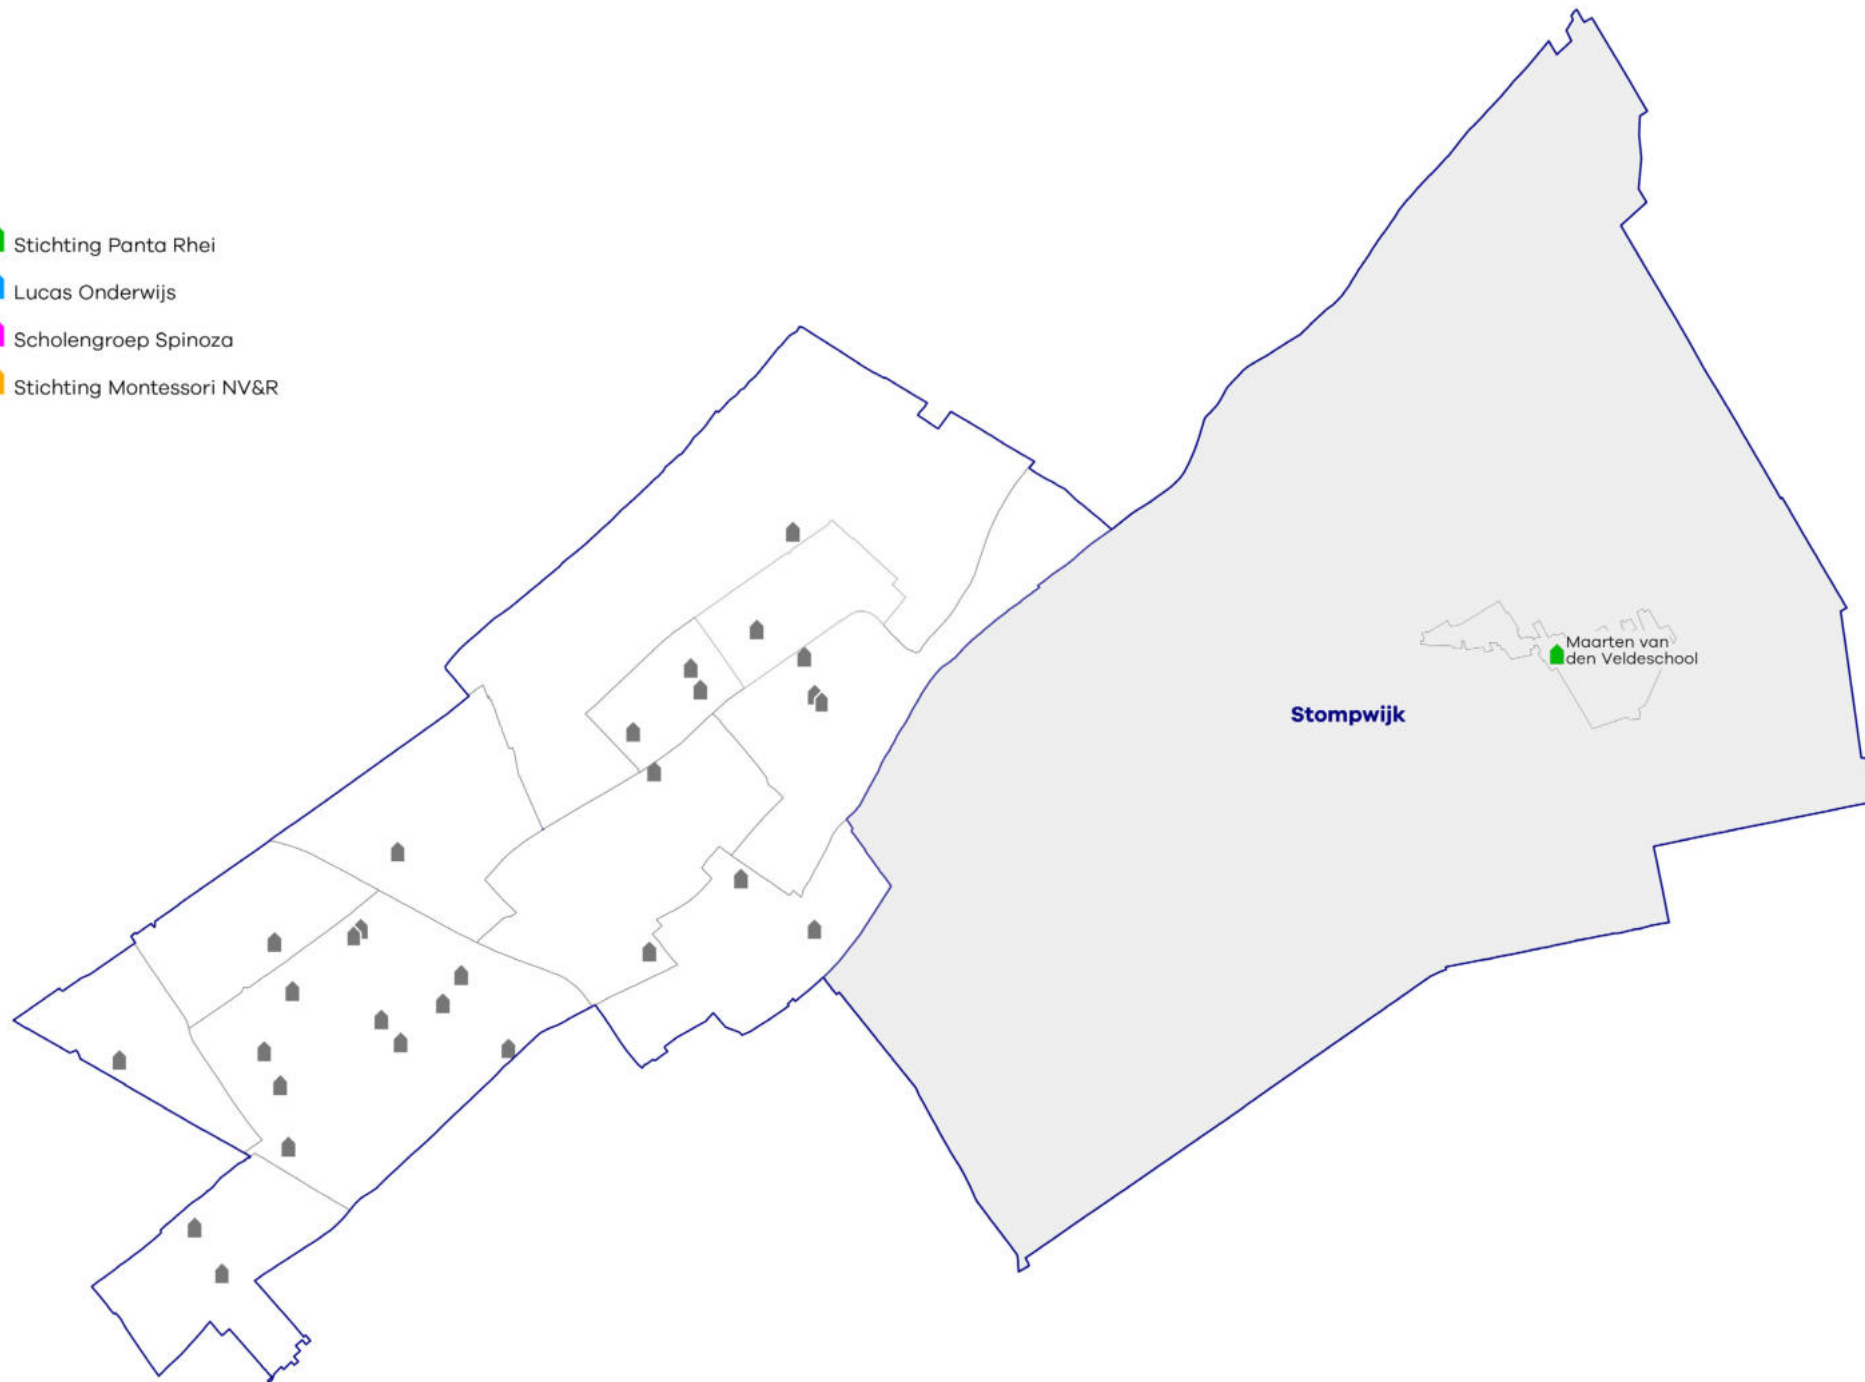 Stichting Panta Rhei
Lucas Onderwijs
Scholengroep Spinoza
Stichting Montessori NV&R
Maarten van
den Veldeschool
Stompwijk